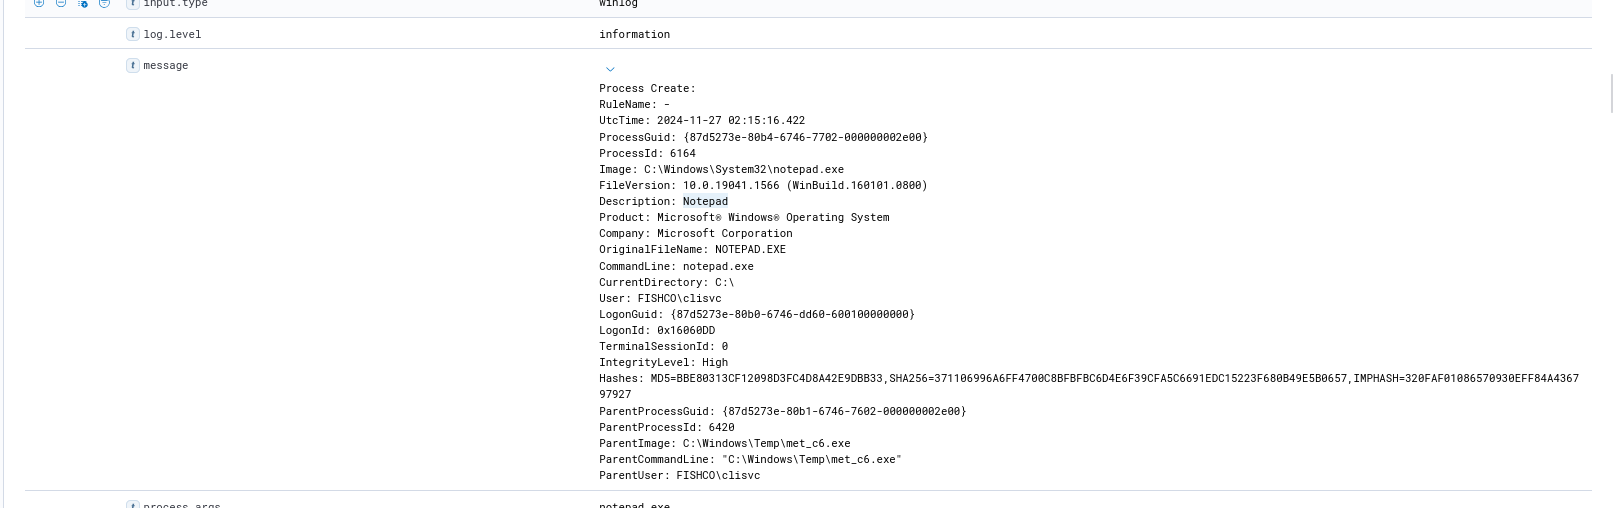 input.type winlog
log.level information
message
Process Create:
RuleName: -
UtcTime: 2024-11-27 02:15:16.422
ProcessGuid: {87d5273e-80b4-6746-7702-000000002e00}
ProcessId: 6164
Image: C:\Windows\System32\notepad.exe
FileVersion: 10.0.19041.1566 (WinBuild.160101.0800)
Description: Notepad
Product: Microsoft® Windows® Operating System
Company: Microsoft Corporation
OriginalFileName: NOTEPAD.EXE
CommandLine: notepad.exe
CurrentDirectory: C:\
User: FISHCO\clisvc
LogonGuid: {87d5273e-80b0-6746-dd60-600100000000}
LogonId: 0x16060DD
TerminalSessionId: 0
IntegrityLevel: High
Hashes: MD5=BBE80313CF12098D3FC4D8A42E9DBB33,SHA256=371106996A6FF4700C8BFBFBC6D4E6F39CFA5C6691EDC15223F680B49E5B0657,IMPHASH=320FAF01086570930EFF84A4367
97927
ParentProcessGuid: {87d5273e-80b1-6746-7602-000000002e00}
ParentProcessId: 6420
ParentImage: C:\Windows\Temp\met_c6.exe
ParentCommandLine: "C:\Windows\Temp\met_c6.exe"
ParentUser: FISHCO\clisvc
process.args notepad.exe